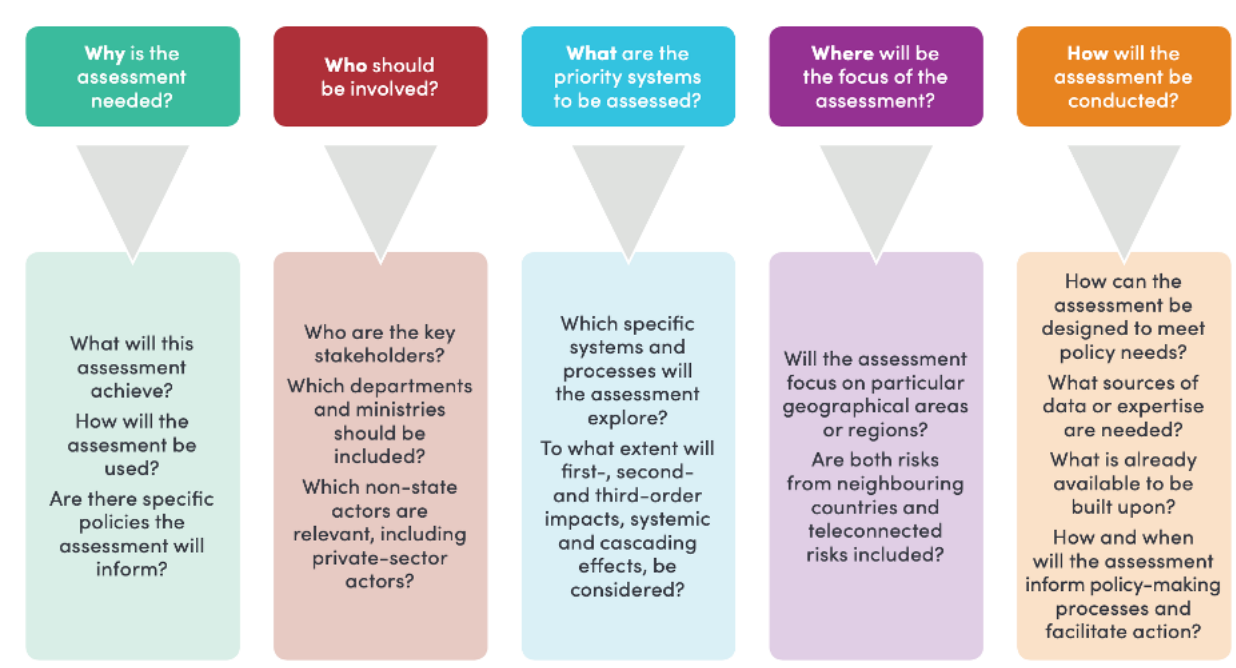 Why is the
assessment
needed?
What will this
assessment
achieve?
How will the
assesment be
used?
Are there specific
policies the
assessment will
inform?
Who should
be involved?
Who are the key
stakeholders?
Which departments
and ministries
should be
included?
Which non-state
actors are
relevant, including
private-sector
actors?
What are the
priority systems
to be assessed?
Which specific
systems and
processes will
the assessment
explore?
To what extent will
first-, second-
and third-order
impacts, systemic
and cascading
effects, be
considered?
Where will be
the focus of the
assessment?
Will the assessment
focus on particular
geographical areas
or regions?
Are both risks
from neighbouring
countries and
teleconnected
risks included?
How will the
assessment be
conducted?
How can the
assessment be
designed to meet
policy needs?
What sources of
data or expertise
are needed?
What is already
available to be
built upon?
How and when
will the assessment
inform policy-making
processes and
facilitate action?